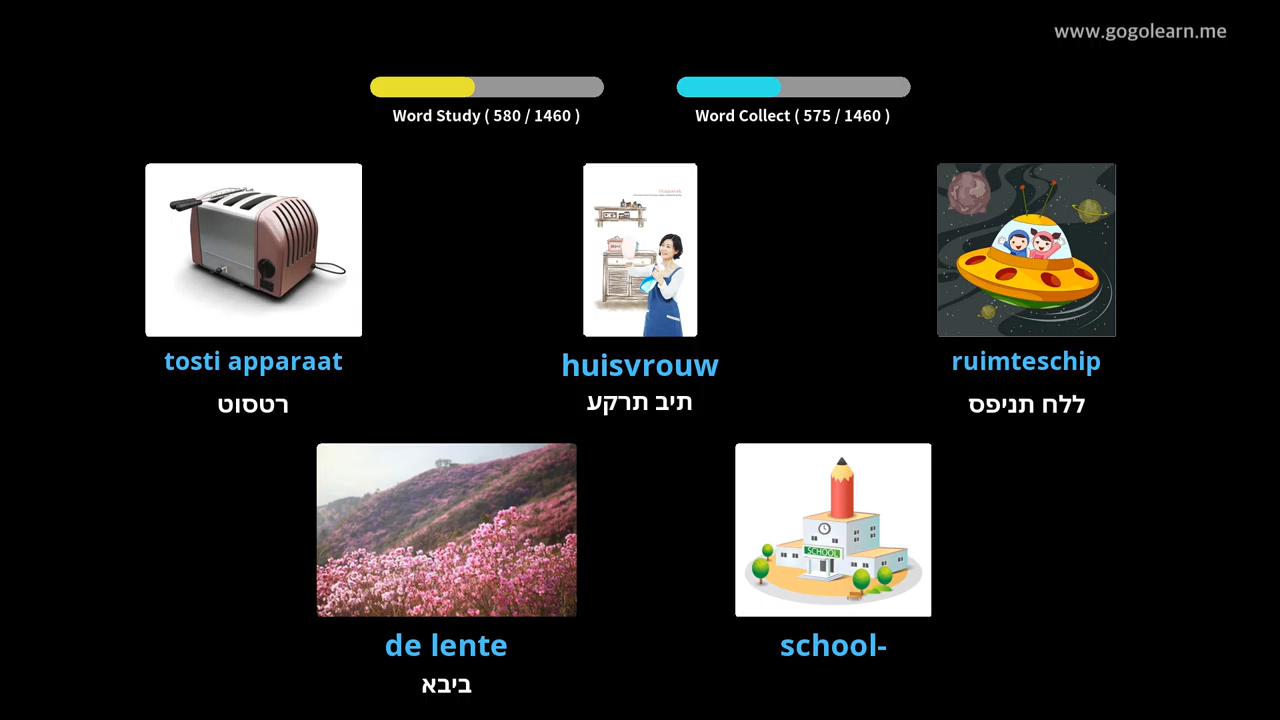 www.gogolearn.me
Word Study ( 580 / 1460 )
Word Collect ( 575 / 1460 )
tosti apparaat
huisvrouw
ruimteschip
רטסוט
תיב תרקע
ללח תניפס
SCHOOL
de lente
school-
ביבא